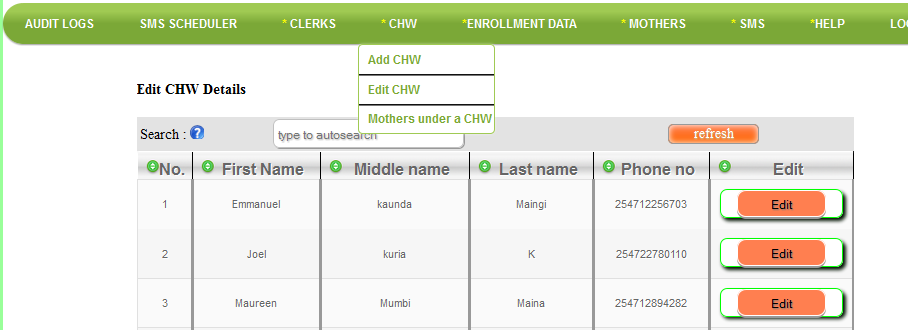 AUDIT LOGS SMS SCHEDULER * CLERKS * CHW *ENROLLMENT DATA * MOTHERS * SMS *HELP LO
Add CHW
Edit CHW
Mothers under a CHW
Edit CHW Details
Search : ? type to autosearch refresh
No. First Name Middle name Last name Phone no Edit
1 Emmanuel kaunda Maingi 254712256703 Edit
2 Joel kuria K 254722780110 Edit
3 Maureen Mumbi Maina 254712894282 Edit